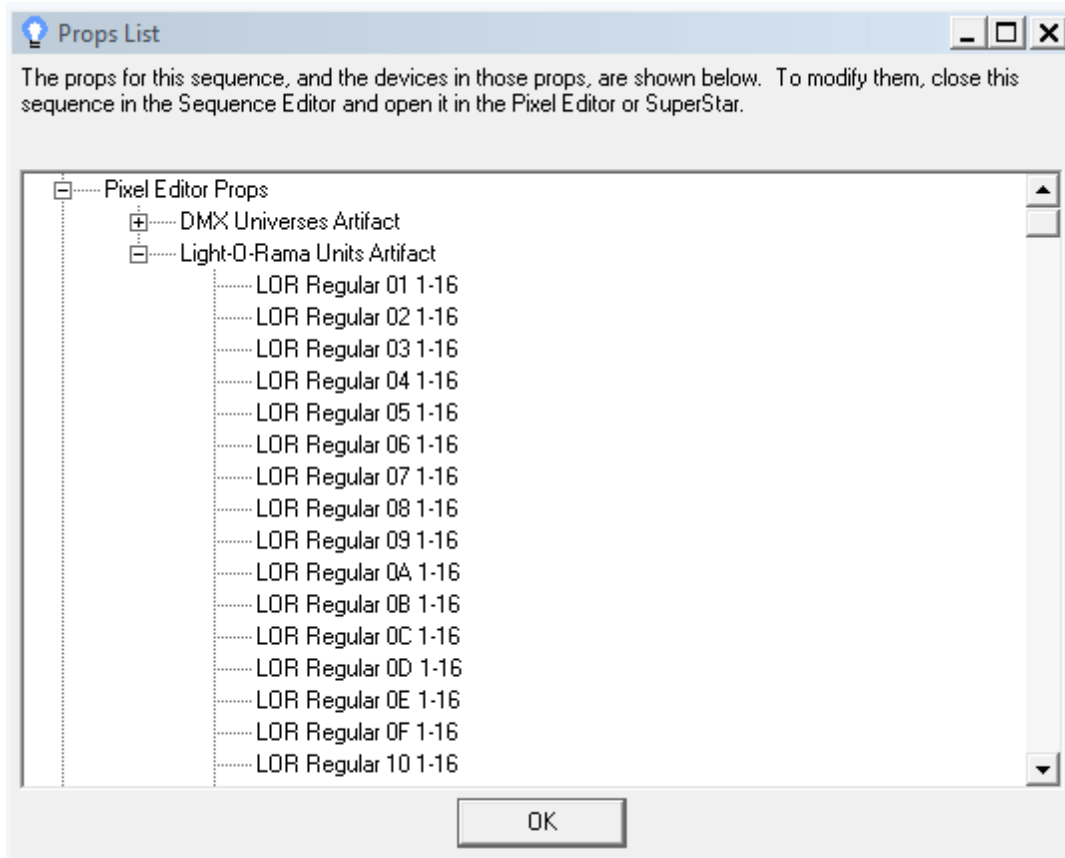 Props List
The props for this sequence, and the devices in those props, are shown below.  To modify them, close this
sequence in the Sequence Editor and open it in the Pixel Editor or SuperStar.
Pixel Editor Props
DMX Universes Artifact
Light-O-Rama Units Artifact
LOR Regular 01 1-16
LOR Regular 02 1-16
LOR Regular 03 1-16
LOR Regular 04 1-16
LOR Regular 05 1-16
LOR Regular 06 1-16
LOR Regular 07 1-16
LOR Regular 08 1-16
LOR Regular 09 1-16
LOR Regular 0A 1-16
LOR Regular 0B 1-16
LOR Regular 0C 1-16
LOR Regular 0D 1-16
LOR Regular 0E 1-16
LOR Regular 0F 1-16
LOR Regular 10 1-16
OK